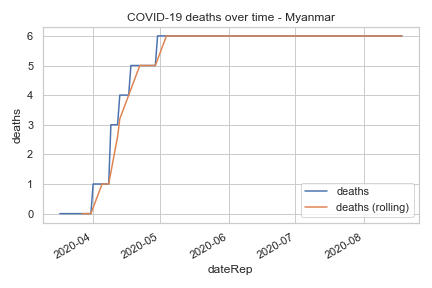 COVID-19 deaths over time - Myanmar
deaths
6
5
4
3
2
1
0
2020-04
2020-05
2020-06
2020-07
2020-08
dateRep
deaths
deaths (rolling)